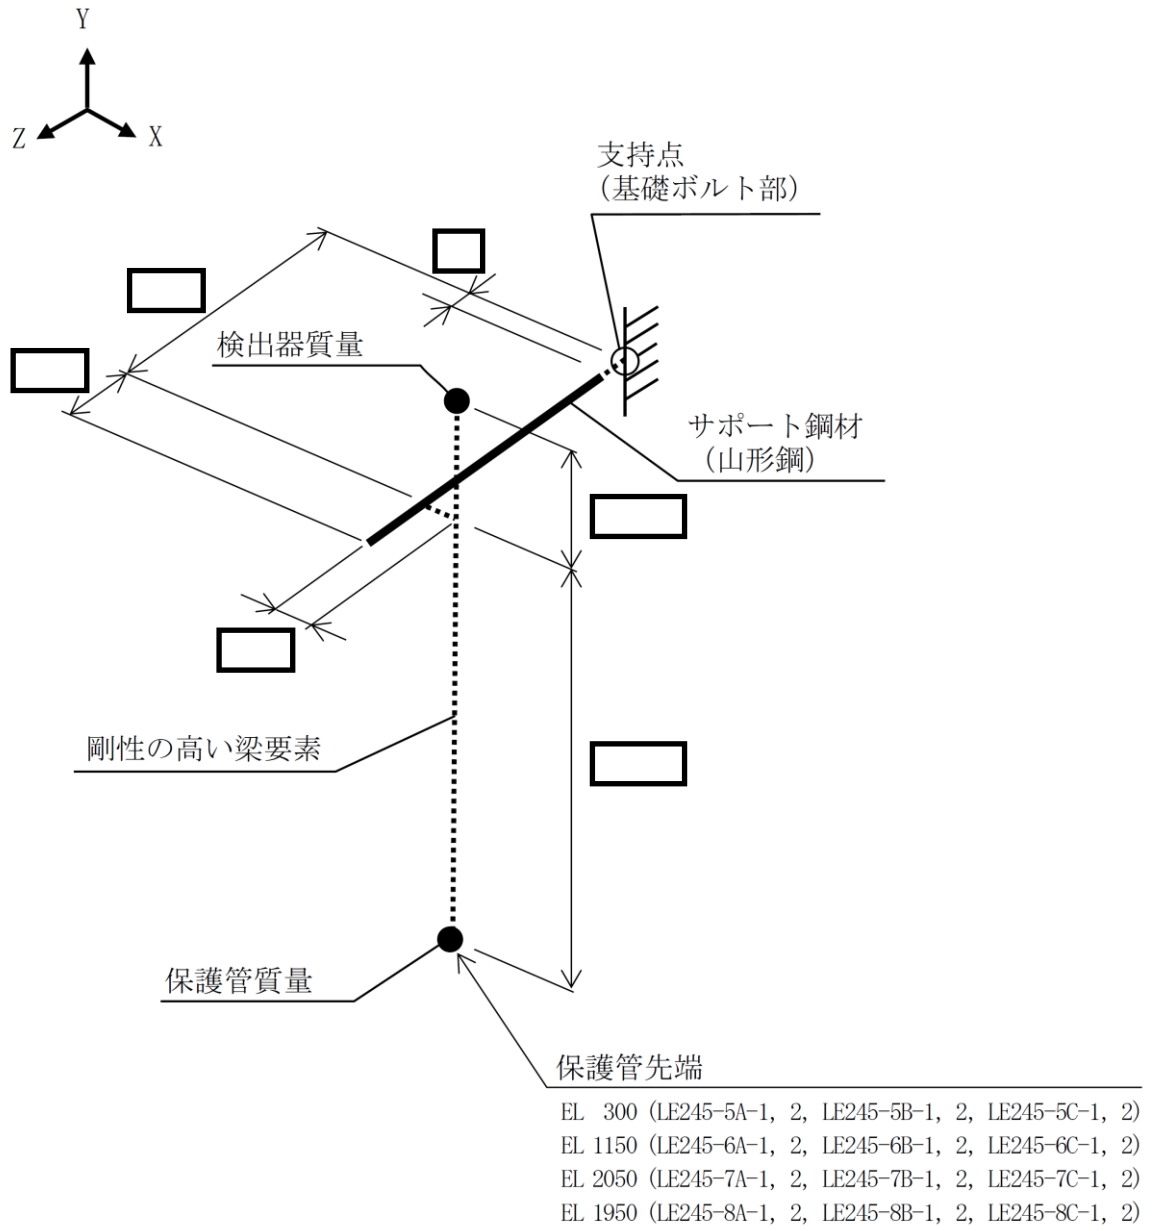 Y
Z
X
支持点
(基礎ボルト部)
検出器質量
サポート鋼材
(山形鋼)
剛性の高い梁要素
保護管質量
保護管先端
EL 300 (LE245-5A-1, 2, LE245-5B-1, 2, LE245-5C-1, 2)
EL 1150 (LE245-6A-1, 2, LE245-6B-1, 2, LE245-6C-1, 2)
EL 2050 (LE245-7A-1, 2, LE245-7B-1, 2, LE245-7C-1, 2)
EL 1950 (LE245-8A-1, 2, LE245-8B-1, 2, LE245-8C-1, 2)